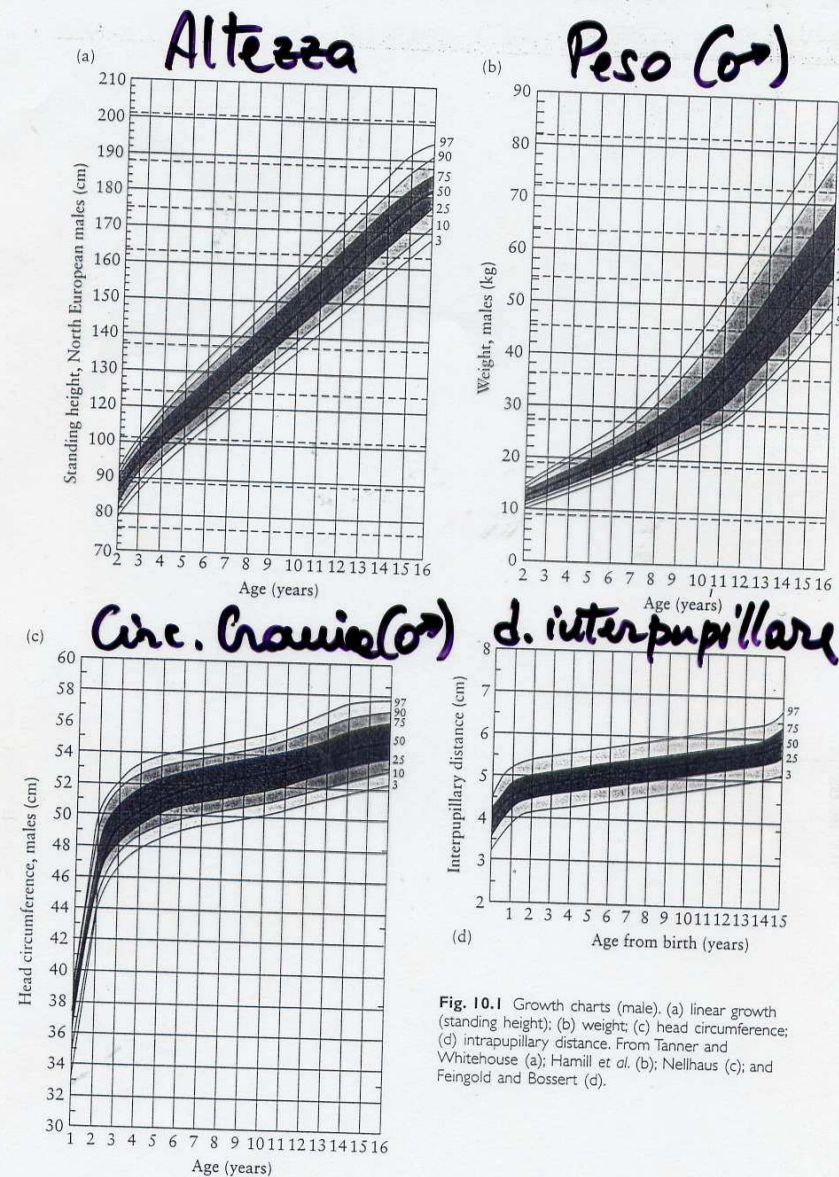 (a)
Altezza
210
200
190
180
170
160
150
140
130
120
110
100
90
80
70
Standing height, North European males (cm)
97
90
75
50
25
10
3
2 3 4 5 6 7 8 9 10 11 12 13 14 15 16
Age (years)
(b)
Peso (♂)
90
80
70
60
50
40
30
20
10
0
Weight, males (kg)
2 3 4 5 6 7 8 9 10 11 12 13 14 15 16
Age (years)
(c)
Circ. Cranica (♂)
60
58
56
54
52
50
48
46
44
42
40
38
36
34
32
30
Head circumference, males (cm)
97
90
75
50
25
10
3
1 2 3 4 5 6 7 8 9 10 11 12 13 14 15 16
Age (years)
d. interpupillare
8
7
6
5
4
3
2
Interpupillary distance (cm)
97
75
50
25
3
1 2 3 4 5 6 7 8 9 10 11 12 13 14 15
(d)
Age from birth (years)
Fig. 10.1 Growth charts (male). (a) linear growth
(standing height); (b) weight; (c) head circumference;
(d) intrapupillary distance. From Tanner and
Whitehouse (a); Hamill et al. (b); Nellhaus (c); and
Feingold and Bossert (d).